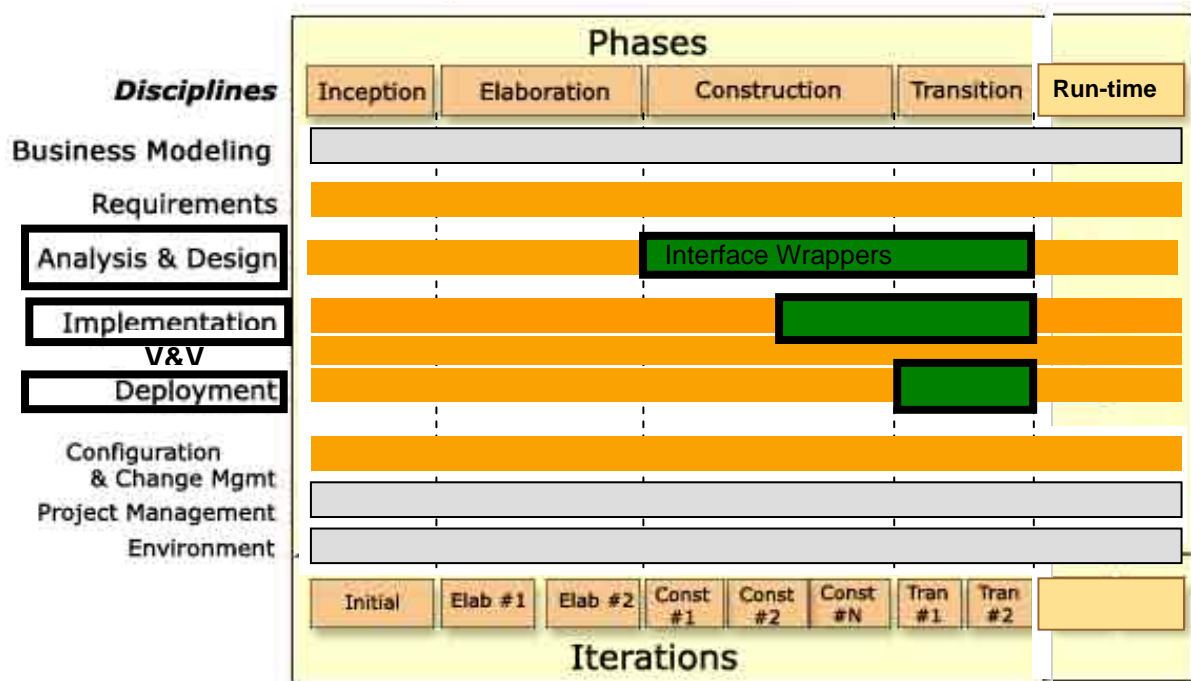 Phases
Disciplines
Inception
Elaboration
Construction
Transition
Run-time
Business Modeling
Requirements
Analysis & Design
Interface Wrappers
Implementation
V&V
Deployment
Configuration
& Change Mgmt
Project Management
Environment
Initial
Elab #1
Elab #2
Const
#1
Const
#2
Const
#N
Tran
#1
Tran
#2
Iterations